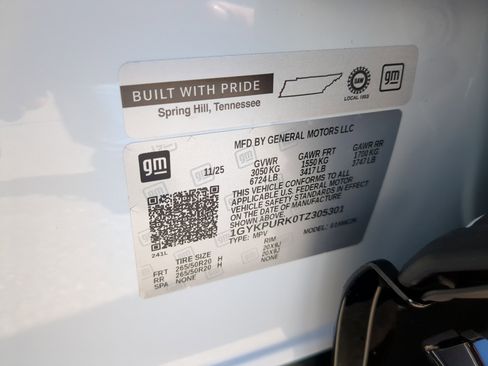 BUILT WITH PRIDE
Spring Hill, Tennessee
UAW
LOCAL 1853
gm
MFD BY GENERAL MOTORS LLC
gm
11/25
GVWR GAWR FRT GAWR RR
3050 KG 1550 KG 1700 KG
6724 LB 3417 LB 3747 LB
THIS VEHICLE CONFORMS TO ALL
APPLICABLE U.S. FEDERAL MOTOR
VEHICLE SAFETY STANDARDS IN
EFFECT ON THE DATE OF MANUFACTURE
SHOWN ABOVE
1GYKPURK0TZ305301
TYPE: MPV MODEL:
241L
TIRE SIZE RIM
FRT 265/50R20 H 20X8J
RR 265/50R20 H 20X8J
SPA NONE NONE